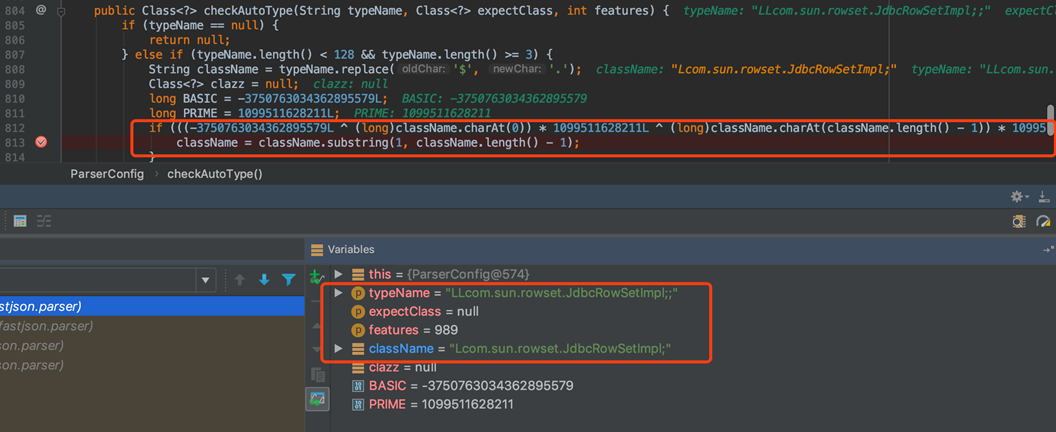 804 @ public Class<?> checkAutoType(String typeName, Class<?> expectClass, int features) { typeName: "LLcom.sun.rowset.JdbcRowSetImpl;;" expectCl
805 if (typeName == null) {
806 return null;
807 } else if (typeName.length() < 128 && typeName.length() >= 3) {
808 String className = typeName.replace( oldChar: '$', newChar: '.'); className: "Lcom.sun.rowset.JdbcRowSetImpl;" typeName: "LLcom.sun.
809 Class<?> clazz = null; clazz: null
810 long BASIC = -3750763034362895579L; BASIC: -3750763034362895579
811 long PRIME = 1099511628211L; PRIME: 1099511628211
812 if (((-3750763034362895579L ^ (long)className.charAt(0)) * 1099511628211L ^ (long)className.charAt(className.length() - 1)) * 10995
813 className = className.substring(1, className.length() - 1);
814 }
ParserConfig › checkAutoType()
Variables
this = {ParserConfig@574}
typeName = "LLcom.sun.rowset.JdbcRowSetImpl;;"
stjson.parser)
expectClass = null
fastjson.parser)
features = 989
son.parser)
className = "Lcom.sun.rowset.JdbcRowSetImpl;"
son.parser)
clazz = null
BASIC = -3750763034362895579
PRIME = 1099511628211